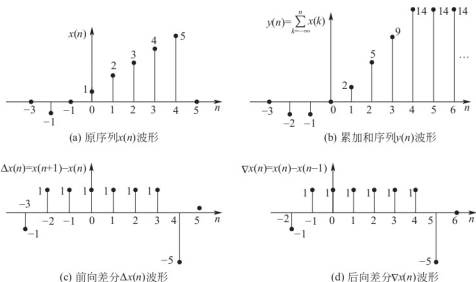 x(n)
5
4
3
2
1
−3 −1 0 1 2 3 4 5 n
−1
(a) 原序列x(n)波形
y(n)=∑x(k)
n
k=−∞
14 14 14
9
5
2
…
−3 0 1 2 3 4 5 6 n
−2 −1
(b) 累加和序列y(n)波形
Δx(n)=x(n+1)−x(n)
1 1 1 1 1 1
−3
−2 −1 0 1 2 3 4 5 n
−1
−5
(c) 前向差分Δx(n)波形
∇x(n)=x(n)−x(n−1)
1 1 1 1 1 1
−2 −1 0 1 2 3 4 5 6 n
−1
−5
(d) 后向差分∇x(n)波形